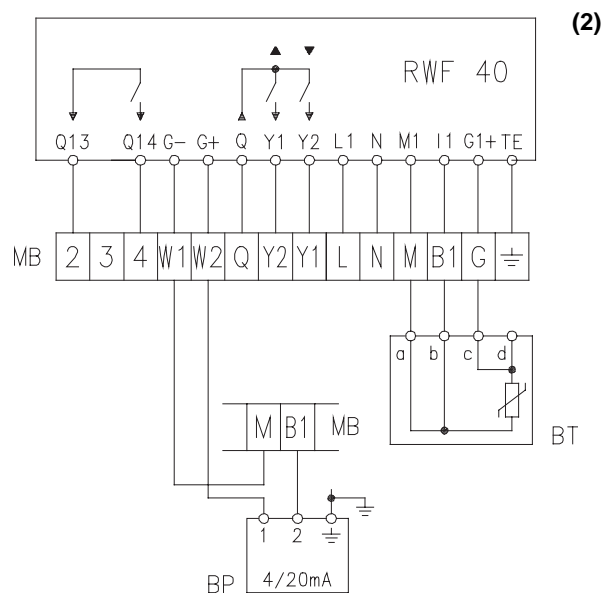 (2)
RWF 40
Q13 Q14 G- G+ Q Y1 Y2 L1 N M1 I1 G1+ TE
MB 2 3 4 W1 W2 Q Y2 Y1 L N M B1 G
a b c d
BT
M B1 MB
1 2
BP 4/20mA